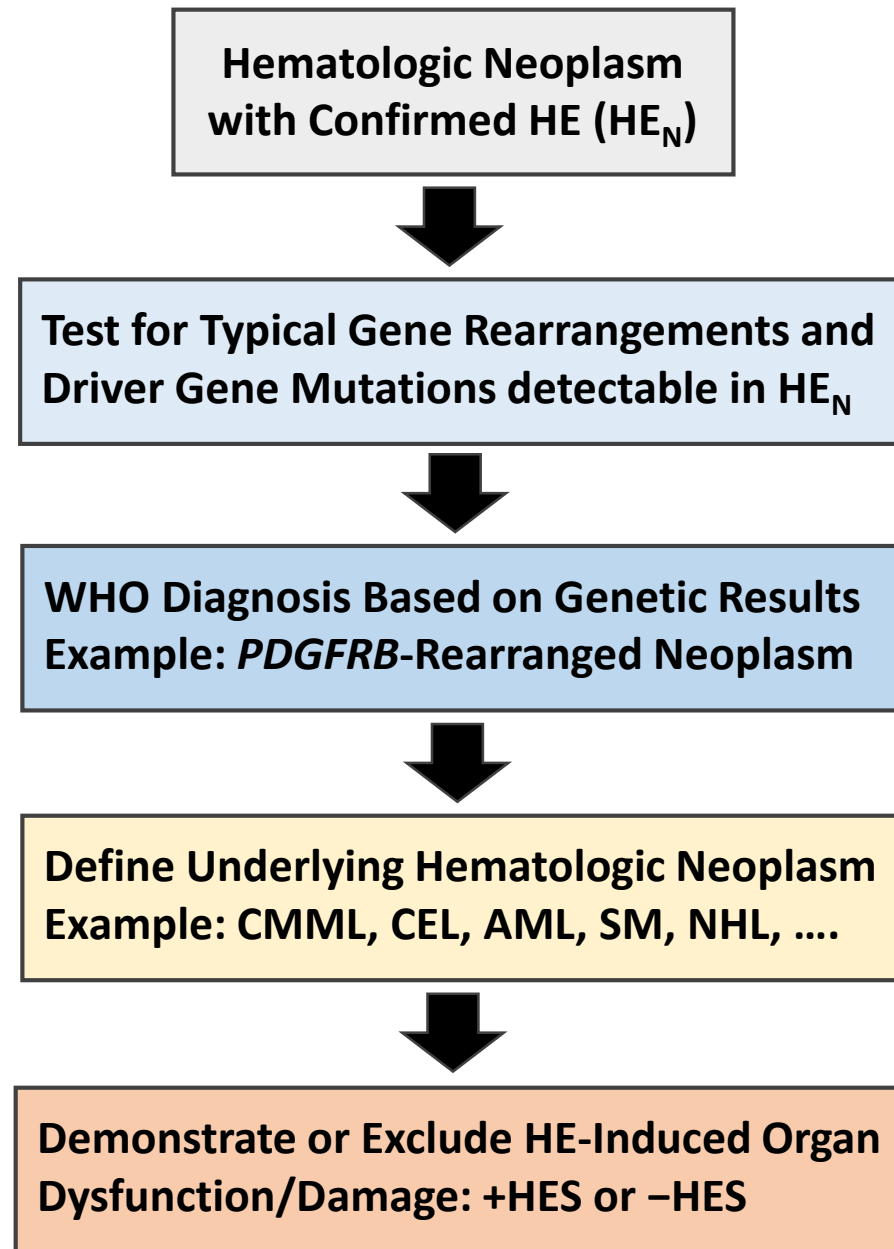 Hematologic Neoplasm
with Confirmed HE (HEN)
Test for Typical Gene Rearrangements and
Driver Gene Mutations detectable in HEN
WHO Diagnosis Based on Genetic Results
Example: PDGFRB-Rearranged Neoplasm
Define Underlying Hematologic Neoplasm
Example: CMML, CEL, AML, SM, NHL, ….
Demonstrate or Exclude HE-Induced Organ
Dysfunction/Damage: +HES or −HES